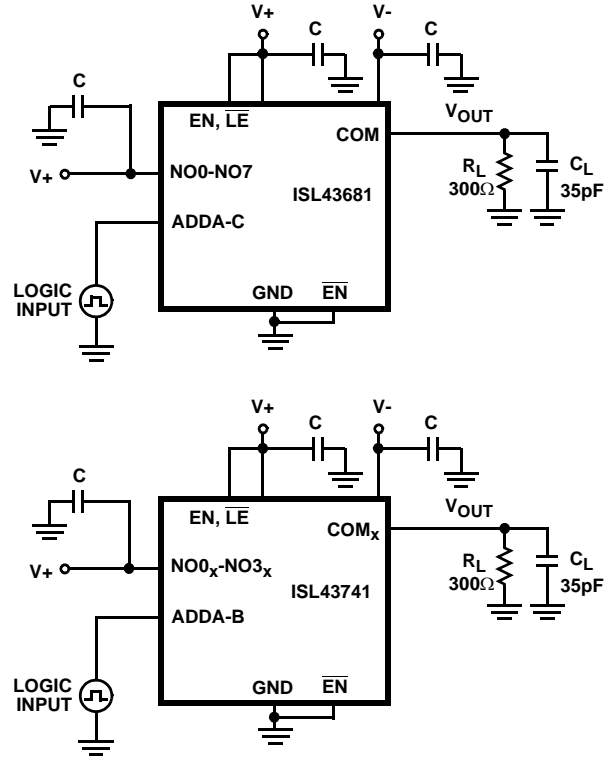 V+
V-
C
C
C
EN, LE
COM
VOUT
V+
NO0-NO7
ISL43681
RL
300Ω
CL
35pF
ADDA-C
LOGIC
INPUT
GND
EN
V+
V-
C
C
C
EN, LE
COMx
VOUT
V+
NO0x-NO3x
ISL43741
RL
300Ω
CL
35pF
ADDA-B
LOGIC
INPUT
GND
EN